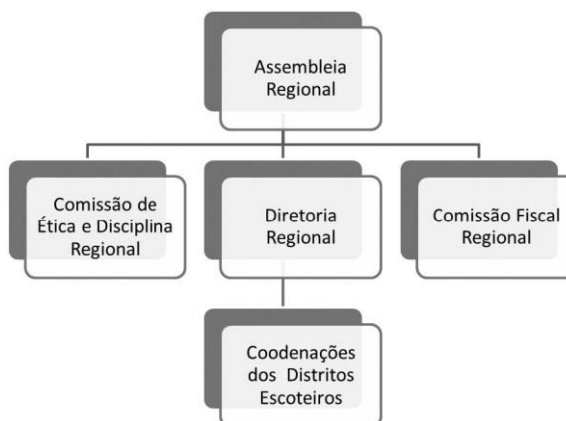 Assembleia
Regional
Comissão de
Ética e Disciplina
Regional
Diretoria
Regional
Comissão Fiscal
Regional
Coodenações
dos Distritos
Escoteiros